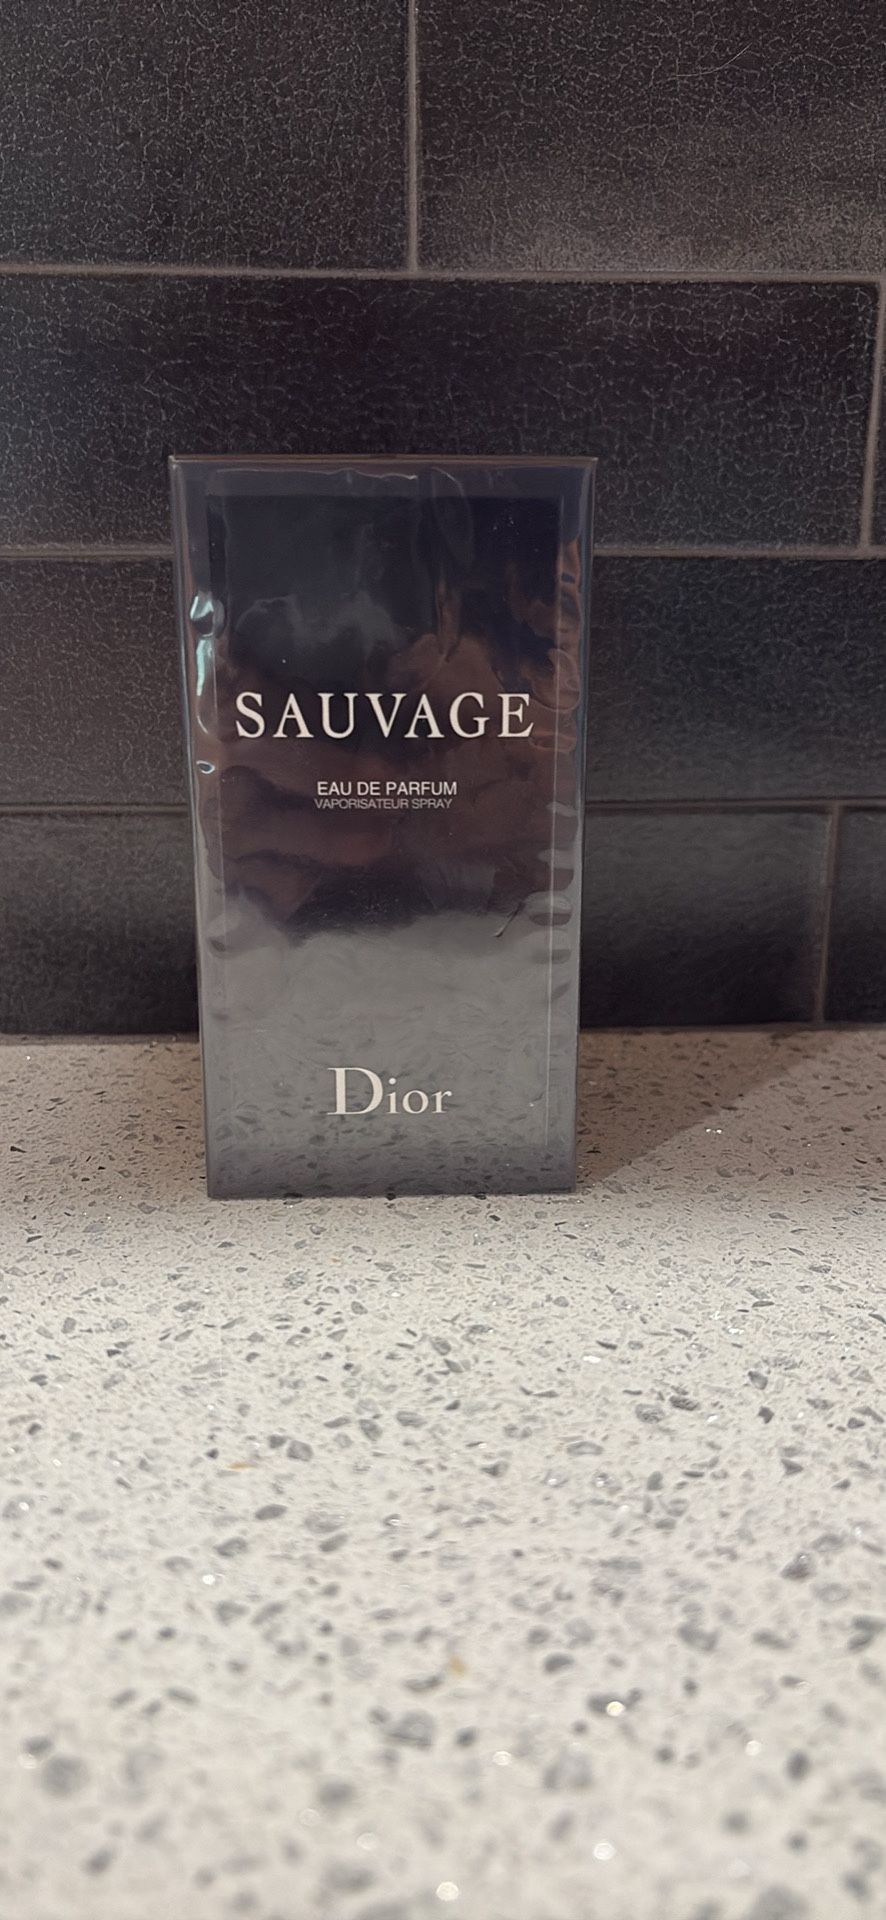 SAUVAGE
EAU DE PARFUM
VAPORISATEUR SPRAY
Dior